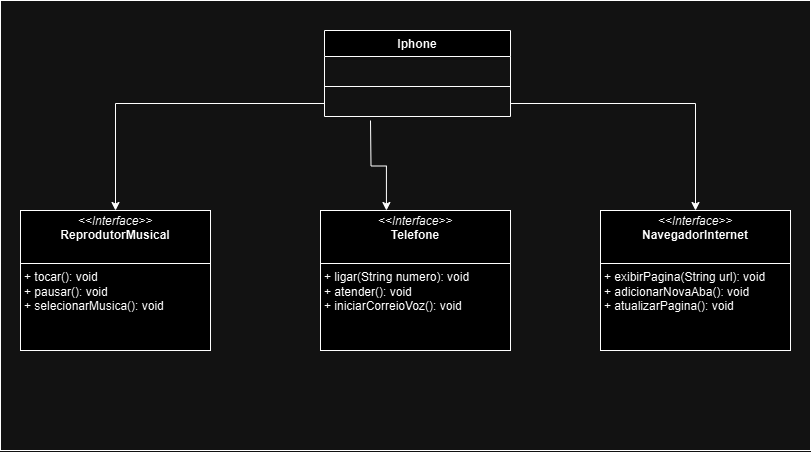 Iphone
<<Interface>>
ReprodutorMusical
+ tocar(): void
+ pausar(): void
+ selecionarMusica(): void
<<Interface>>
Telefone
+ ligar(String numero): void
+ atender(): void
+ iniciarCorreioVoz(): void
<<Interface>>
NavegadorInternet
+ exibirPagina(String url): void
+ adicionarNovaAba(): void
+ atualizarPagina(): void